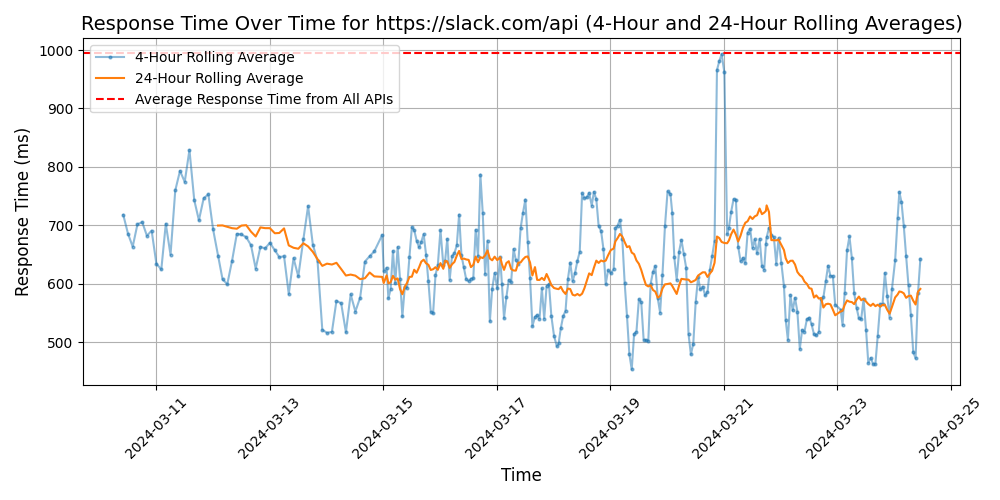 Response Time Over Time for https://slack.com/api (4-Hour and 24-Hour Rolling Averages)
1000
900
800
700
600
500
Response Time (ms)
4-Hour Rolling Average
24-Hour Rolling Average
Average Response Time from All APIs
2024-03-11
2024-03-13
2024-03-15
2024-03-17
2024-03-19
2024-03-21
2024-03-23
2024-03-25
Time